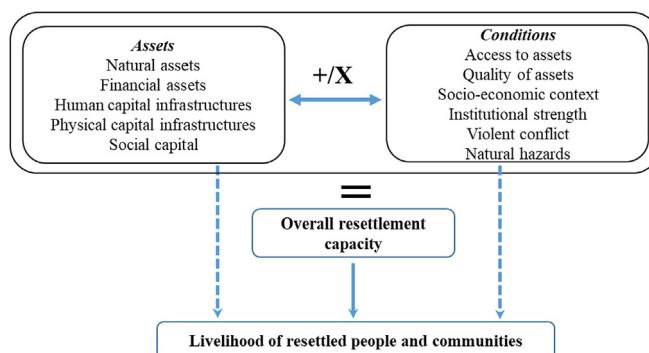 Assets
Natural assets
Financial assets
Human capital infrastructures
Physical capital infrastructures
Social capital
+/X
Conditions
Access to assets
Quality of assets
Socio-economic context
Institutional strength
Violent conflict
Natural hazards
=
Overall resettlement
capacity
Livelihood of resettled people and communities